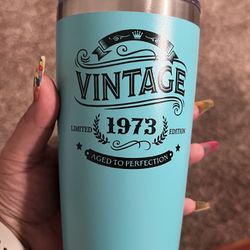 VINTAGE
LIMITED 1973 EDITION
AGED TO PERFECTION